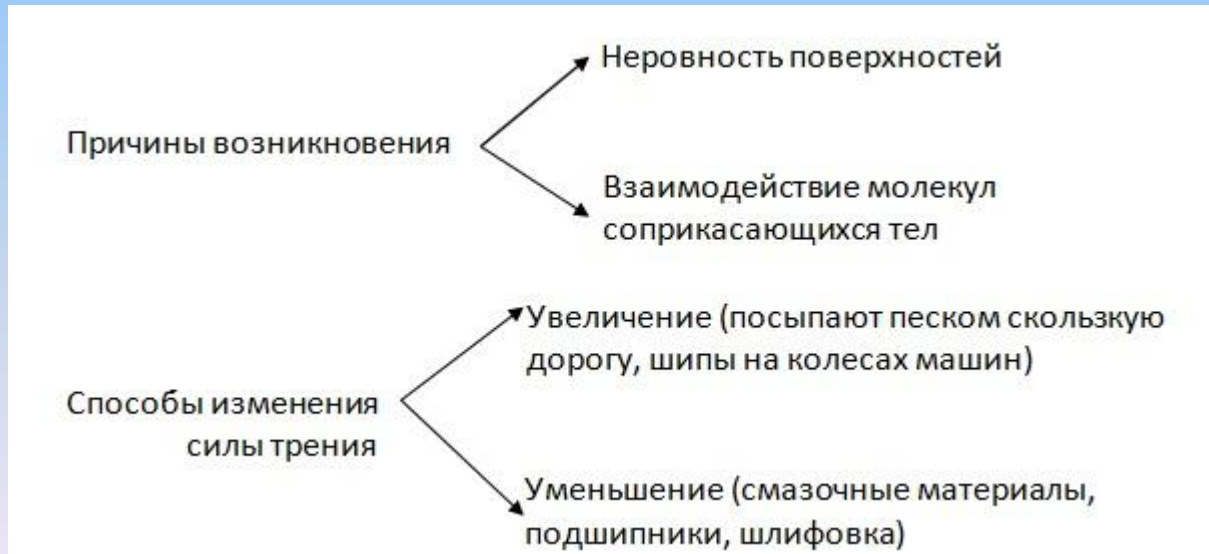 Неровность поверхностей
Причины возникновения
Взаимодействие молекул
соприкасающихся тел
Увеличение (посыпают песком скользкую
дорогу, шипы на колесах машин)
Способы изменения
силы трения
Уменьшение (смазочные материалы,
подшипники, шлифовка)